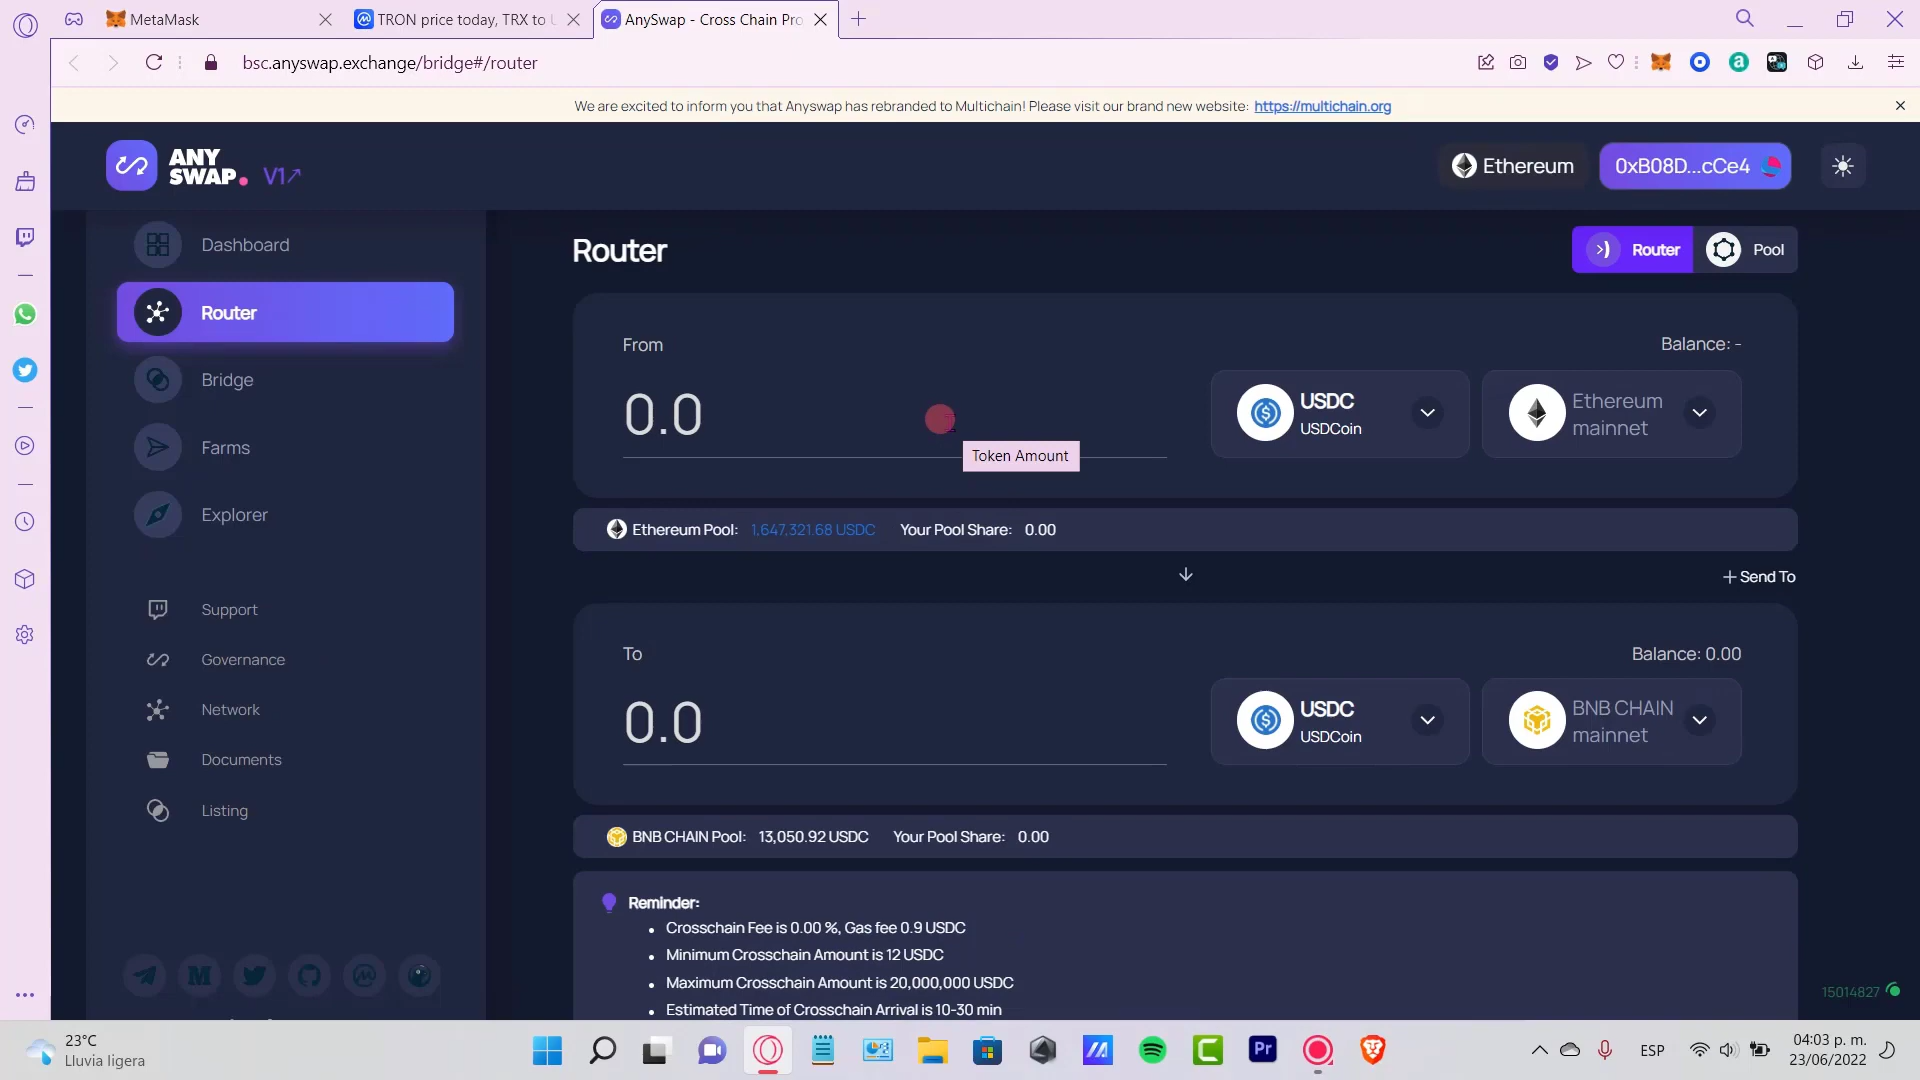 MetaMask
TRON price today, TRX to U
AnySwap - Cross Chain Pro
bsc.anyswap.exchange/bridge#/router
We are excited to inform you that Anyswap has rebranded to Multichain! Please visit our brand new website: https://multichain.org
ANY
SWAP.
V1↗
Ethereum
0xB08D...cCe4
Dashboard
Router
Bridge
Farms
Explorer
Support
Governance
Network
Documents
Listing
Router
Router
Pool
From
Balance: -
0.0
USDC
USDCoin
Ethereum
mainnet
Token Amount
Ethereum Pool: 1,647,321.68 USDC Your Pool Share: 0.00
+ Send To
To
Balance: 0.00
0.0
USDC
USDCoin
BNB CHAIN
mainnet
BNB CHAIN Pool: 13,050.92 USDC Your Pool Share: 0.00
Reminder:
• Crosschain Fee is 0.00 %, Gas fee 0.9 USDC
• Minimum Crosschain Amount is 12 USDC
• Maximum Crosschain Amount is 20,000,000 USDC
• Estimated Time of Crosschain Arrival is 10-30 min
15014827
23°C
Lluvia ligera
Pr
ESP
04:03 p. m.
23/06/2022